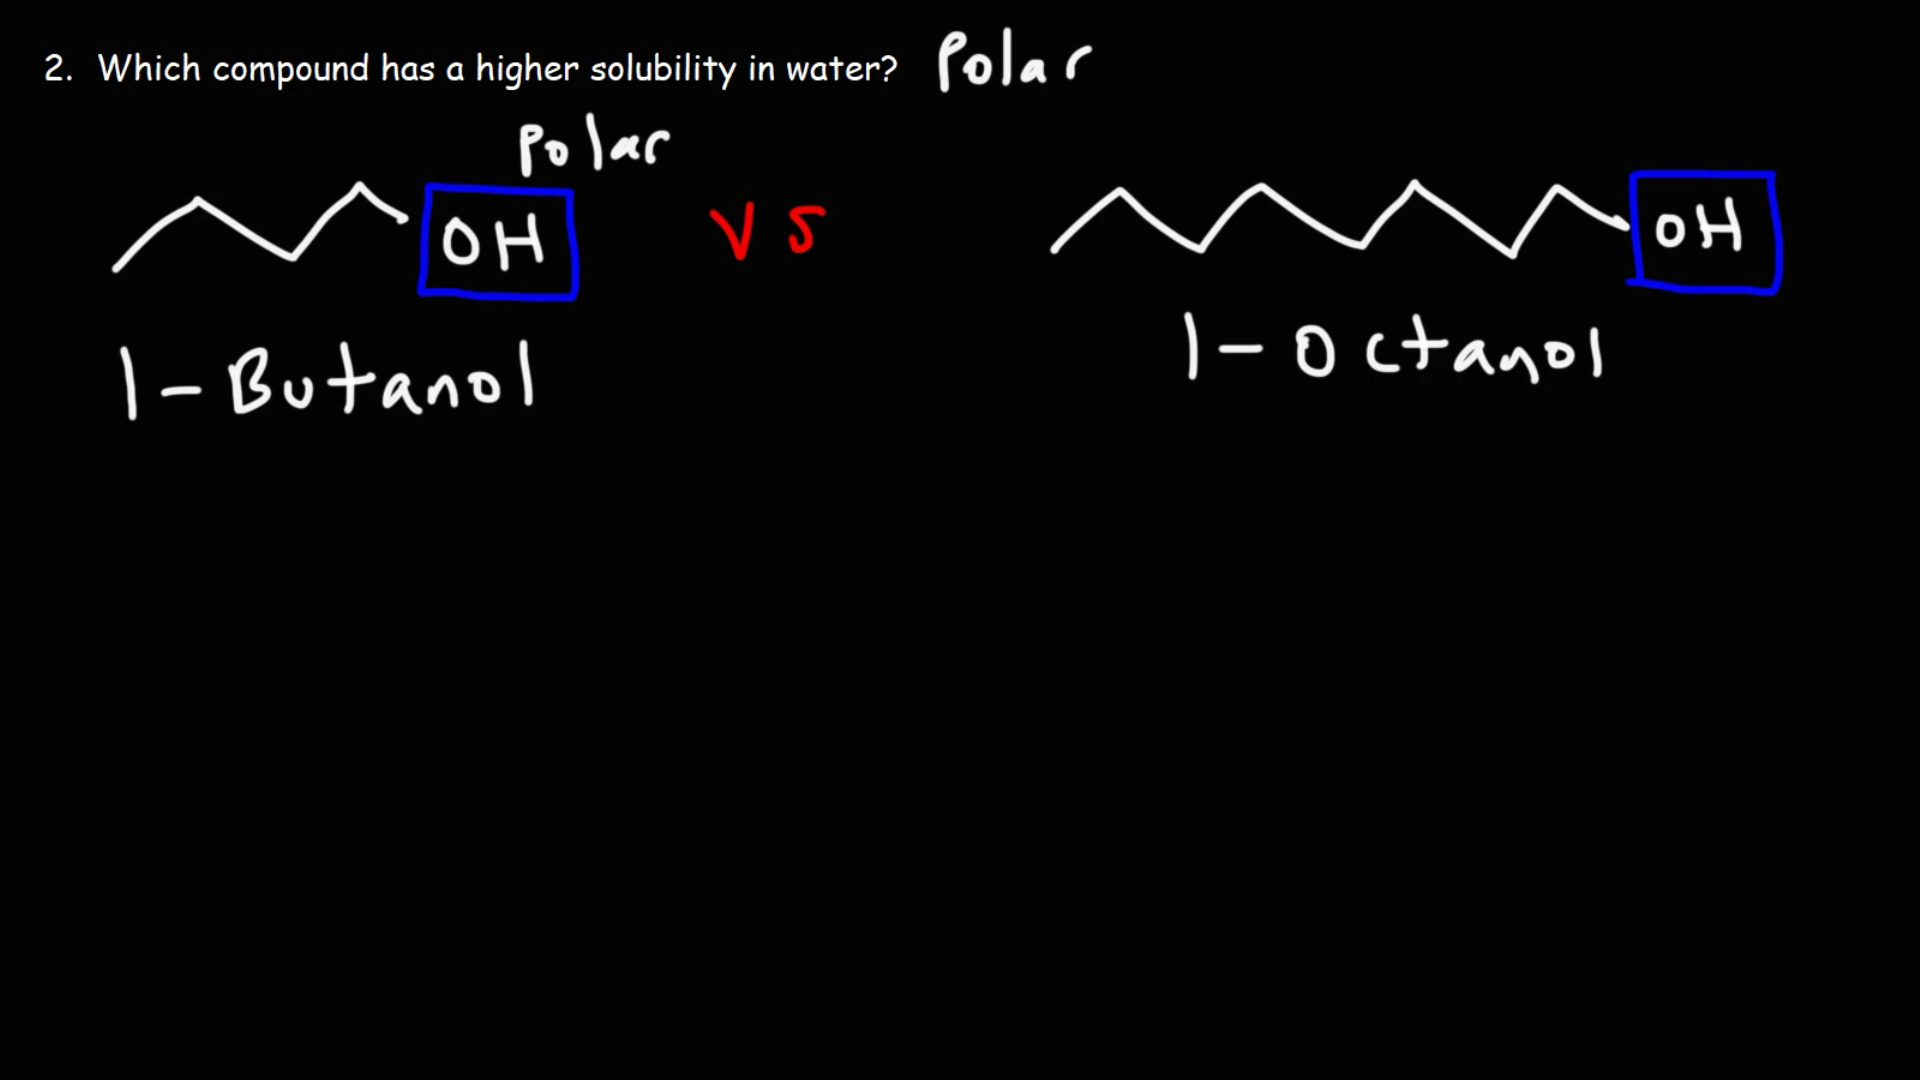 2. Which compound has a higher solubility in water? Polar
Polar
OH VS OH
1-Butanol 1-Octanol